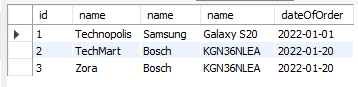 id name name name dateOfOrder
1 Technopolis Samsung Galaxy S20 2022-01-01
2 TechMart Bosch KGN36NLEA 2022-01-20
3 Zora Bosch KGN36NLEA 2022-01-20